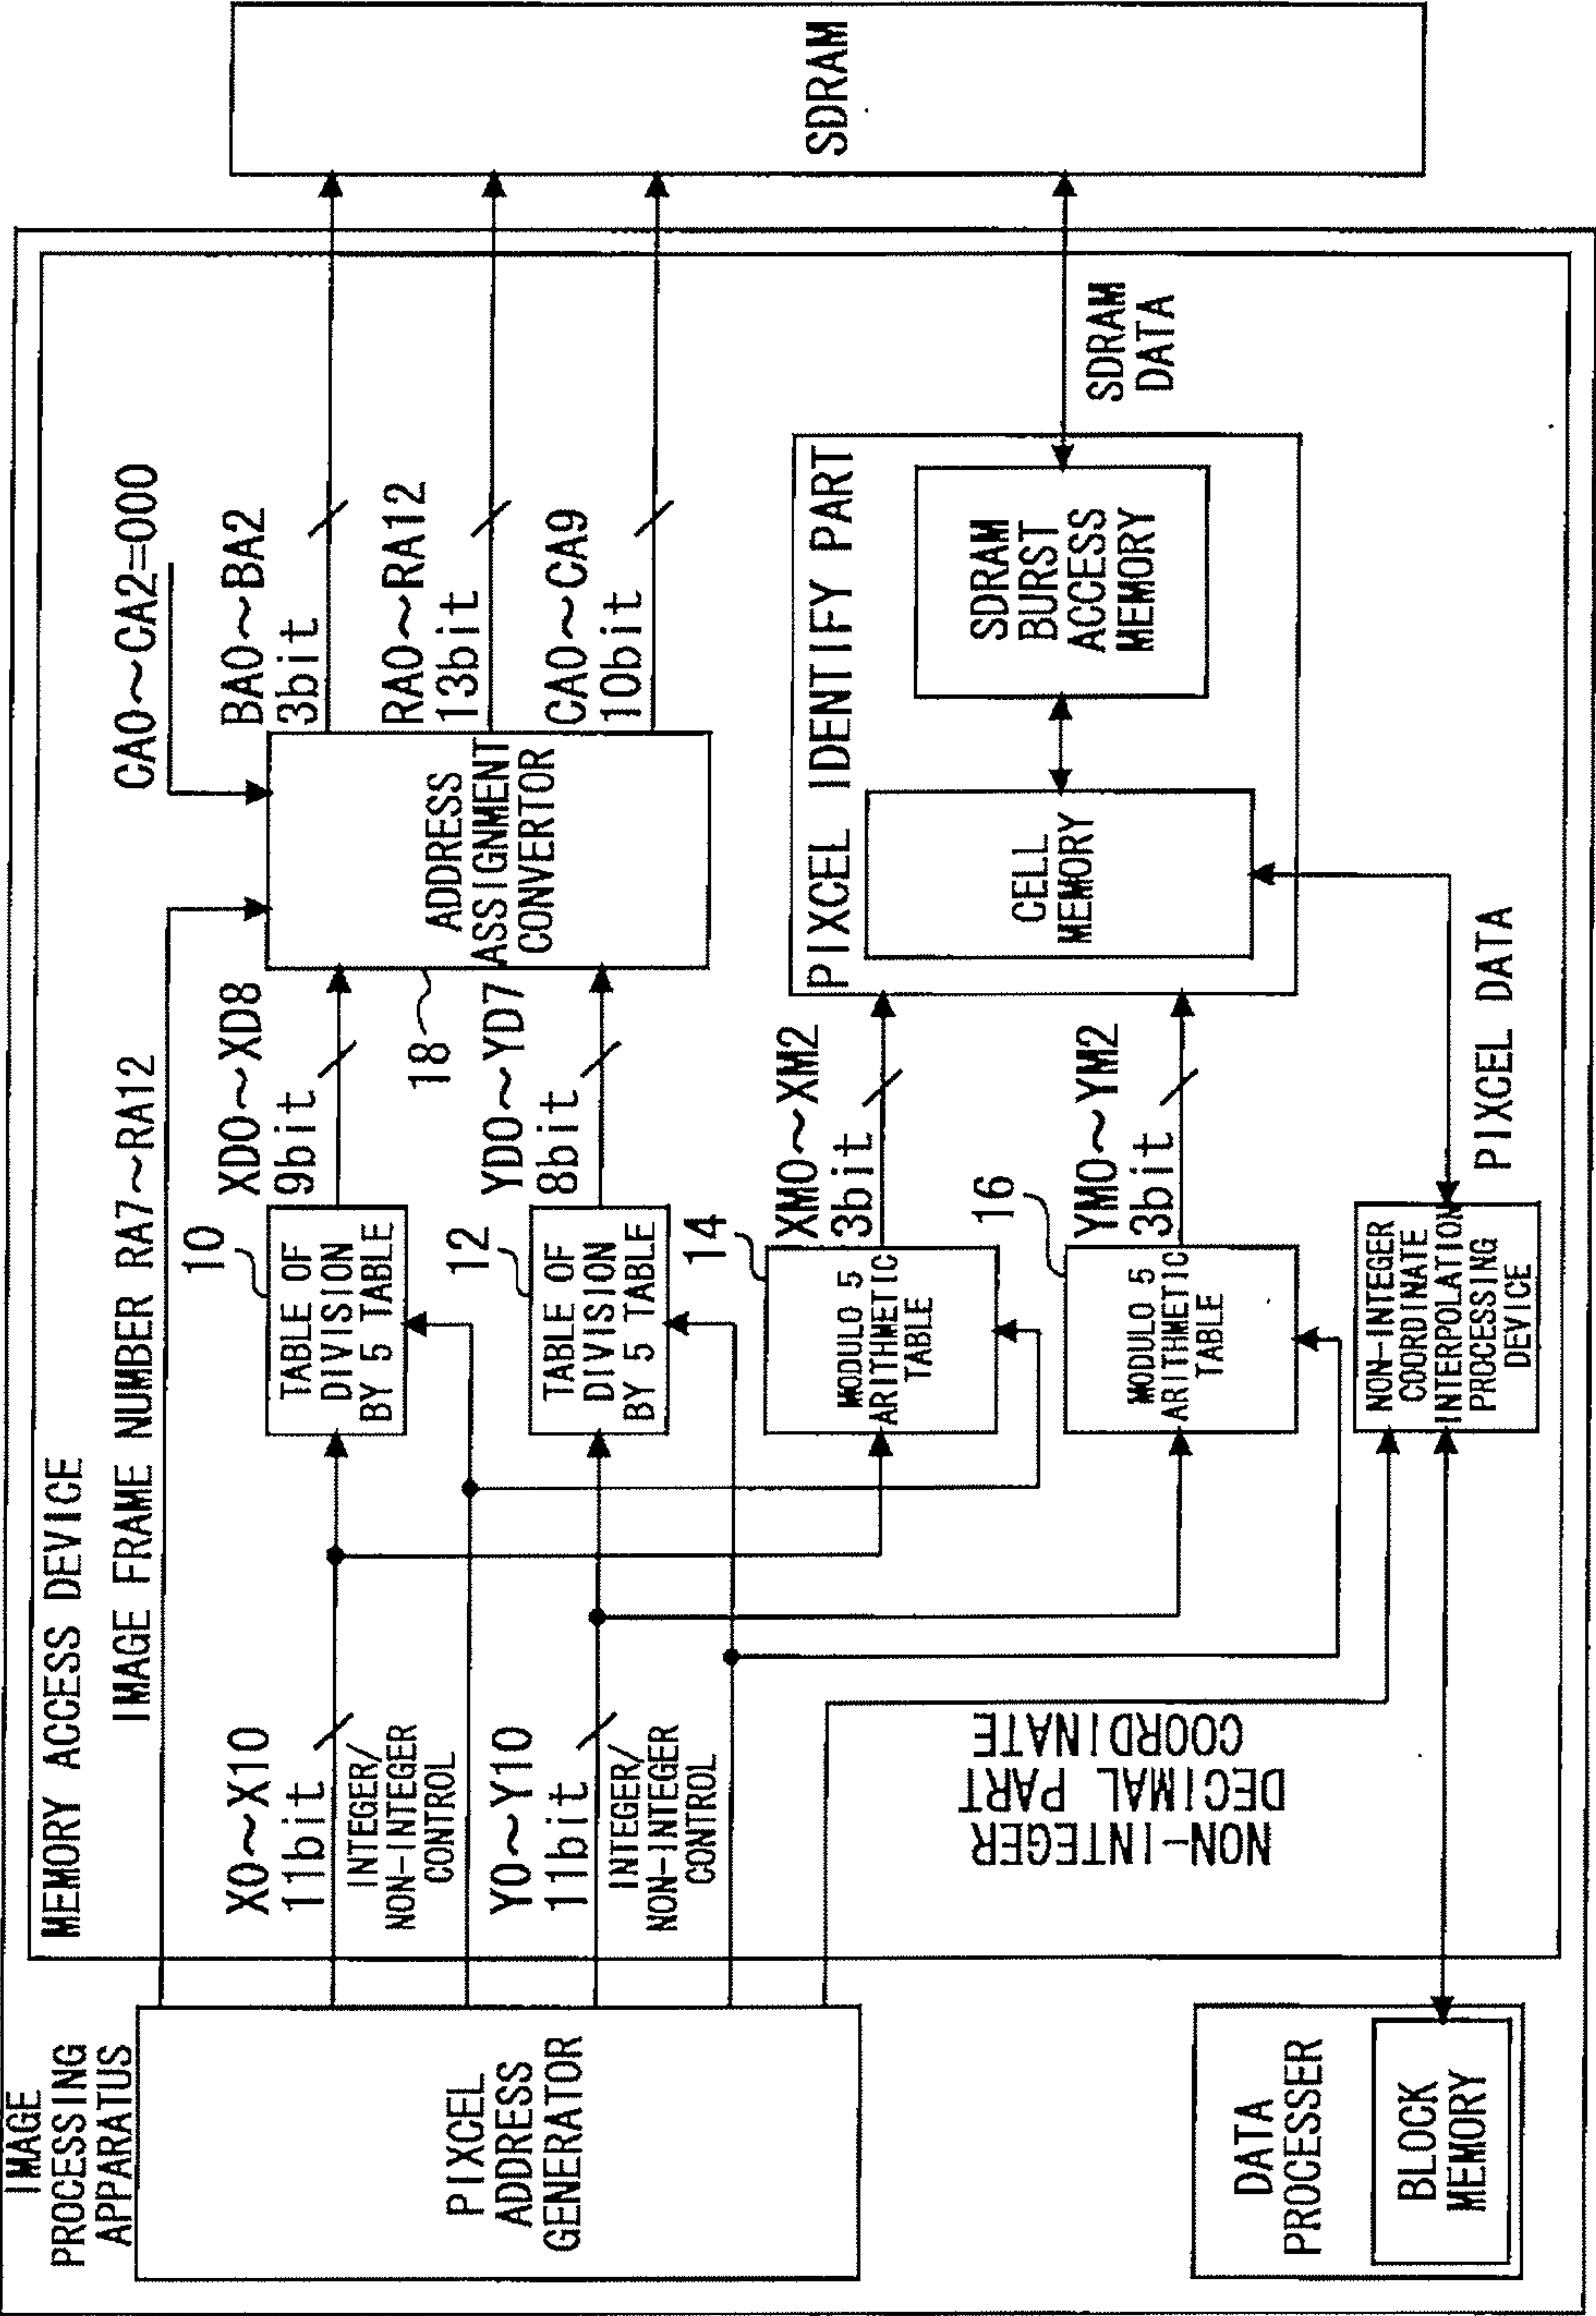 IMAGE
PROCESSING
APPARATUS
MEMORY ACCESS DEVICE
IMAGE FRAME NUMBER RA7~RA12
CA0~CA2=000
PIXCEL
ADDRESS
GENERATOR
X0~X10
11bit
INTEGER/
NON-INTEGER
CONTROL
Y0~Y10
11bit
INTEGER/
NON-INTEGER
CONTROL
NON-INTEGER
DECIMAL PART
COORDINATE
10
TABLE OF
DIVISION
BY 5 TABLE
12
TABLE OF
DIVISION
BY 5 TABLE
14
MODULO 5
ARITHMETIC
TABLE
16
MODULO 5
ARITHMETIC
TABLE
NON-INTEGER
COORDINATE
INTERPOLATION
PROCESSING
DEVICE
XD0~XD8
9bit
18
YD0~YD7
8bit
XM0~XM2
3bit
YM0~YM2
3bit
PIXCEL DATA
ADDRESS
ASSIGNMENT
CONVERTOR
BA0~BA2
3bit
RA0~RA12
13bit
CA0~CA9
10bit
PIXCEL IDENTIFY PART
CELL
MEMORY
SDRAM
BURST
ACCESS
MEMORY
SDRAM
DATA
SDRAM
DATA
PROCESSER
BLOCK
MEMORY